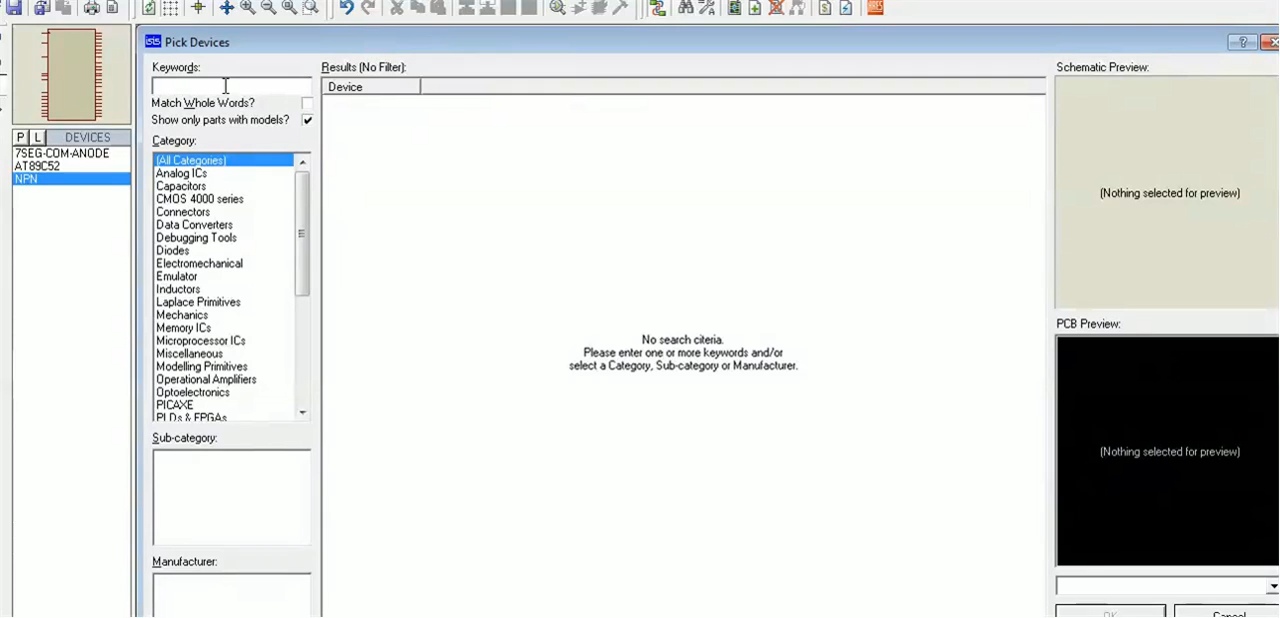 isis Pick Devices
Keywords:
Match Whole Words?
Show only parts with models?
Category:
(All Categories)
Analog ICs
Capacitors
CMOS 4000 series
Connectors
Data Converters
Debugging Tools
Diodes
Electromechanical
Emulator
Inductors
Laplace Primitives
Mechanics
Memory ICs
Microprocessor ICs
Miscellaneous
Modelling Primitives
Operational Amplifiers
Optoelectronics
PICAXE
PLDs & FPGAs
Sub-category:
Manufacturer:
P L DEVICES
7SEG-COM-ANODE
AT89C52
NPN
Results (No Filter):
Device
No search citeria.
Please enter one or more keywords and/or
select a Category, Sub-category or Manufacturer.
Schematic Preview:
(Nothing selected for preview)
PCB Preview:
(Nothing selected for preview)
OK
Cancel